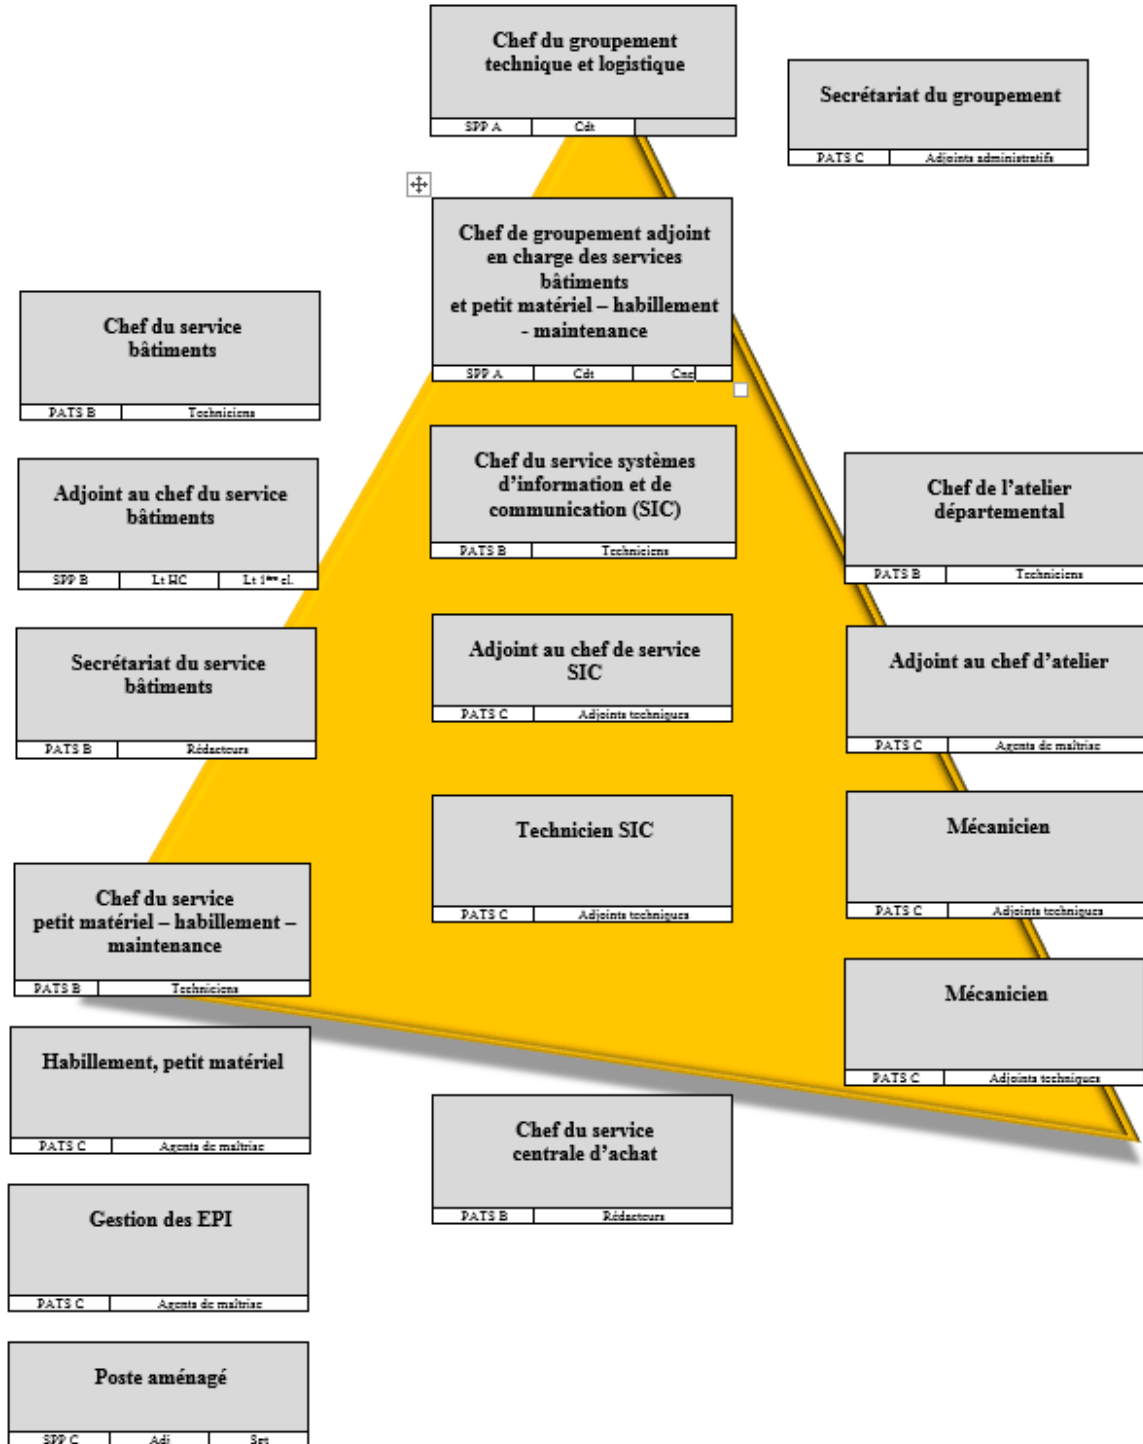 Chef du groupement
technique et logistique
SPP A Cdt
Secrétariat du groupement
PATS C Adjoints administratifs
Chef de groupement adjoint
en charge des services
bâtiments
et petit matériel – habillement
- maintenance
SPP A Cdt Cne
Chef du service
bâtiments
PATS B Techniciens
Adjoint au chef du service
bâtiments
SPP B Lt HC Lt 1ère cl.
Secrétariat du service
bâtiments
PATS B Rédacteurs
Chef du service
petit matériel – habillement –
maintenance
PATS B Techniciens
Habillement, petit matériel
PATS C Agents de maîtrise
Gestion des EPI
PATS C Agents de maîtrise
Poste aménagé
SPP C Adj Sgt
Chef du service systèmes
d’information et de
communication (SIC)
PATS B Techniciens
Adjoint au chef de service
SIC
PATS C Adjoints techniques
Technicien SIC
PATS C Adjoints techniques
Chef du service
centrale d’achat
PATS B Rédacteurs
Chef de l’atelier
départemental
PATS B Techniciens
Adjoint au chef d’atelier
PATS C Agents de maîtrise
Mécanicien
PATS C Adjoints techniques
Mécanicien
PATS C Adjoints techniques